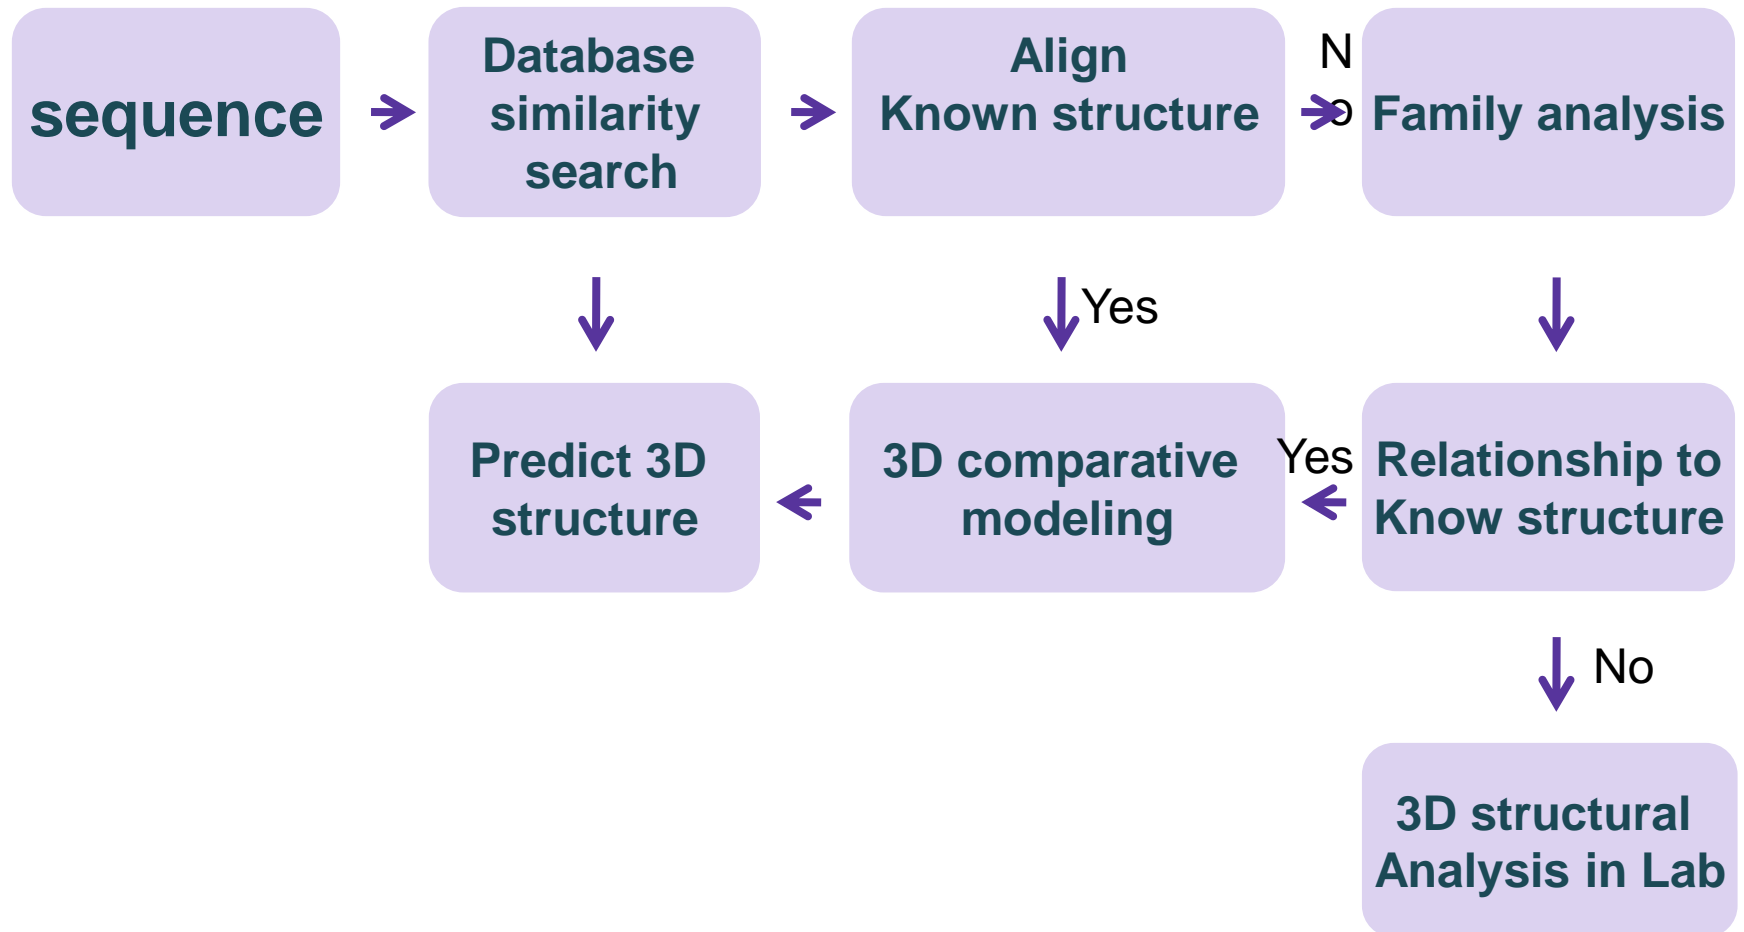 sequence
Database
similarity
search
Align
Known structure
No
Family analysis
Yes
Predict 3D
structure
3D comparative
modeling
Yes
Relationship to
Know structure
No
3D structural
Analysis in Lab